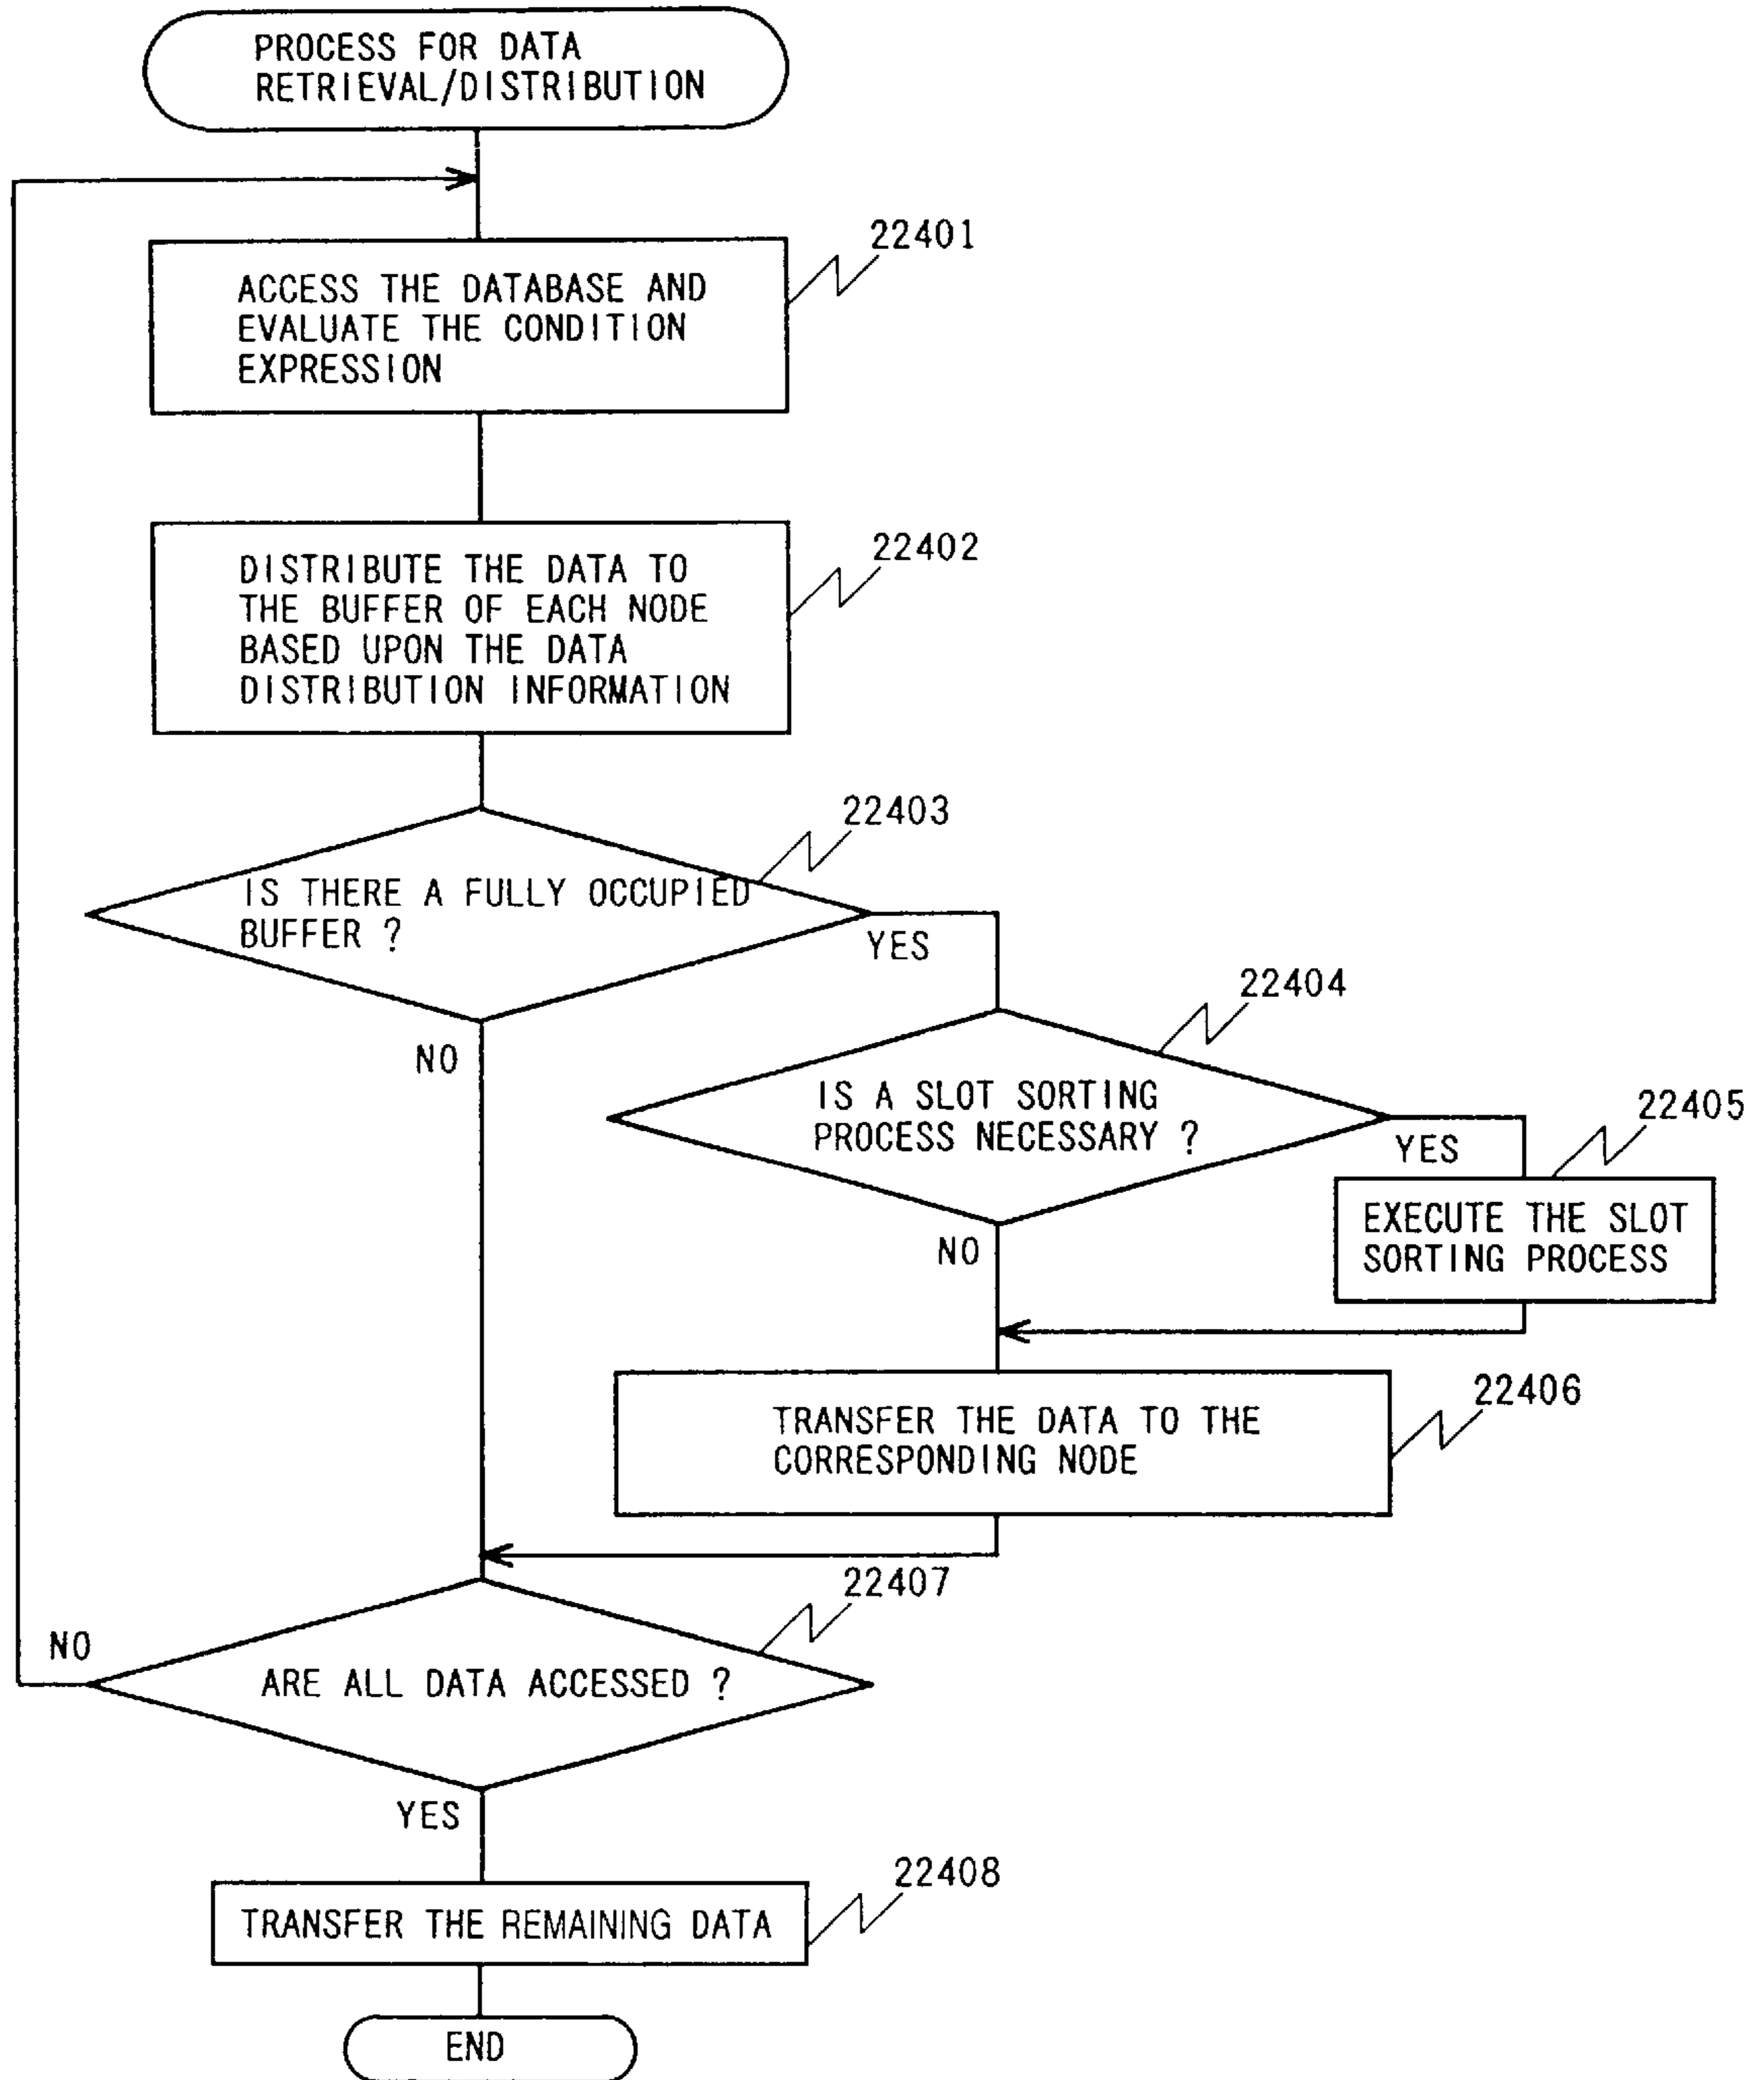 PROCESS FOR DATA
RETRIEVAL/DISTRIBUTION
22401
ACCESS THE DATABASE AND
EVALUATE THE CONDITION
EXPRESSION
22402
DISTRIBUTE THE DATA TO
THE BUFFER OF EACH NODE
BASED UPON THE DATA
DISTRIBUTION INFORMATION
22403
IS THERE A FULLY OCCUPIED
BUFFER ?
YES
NO
22404
IS A SLOT SORTING
PROCESS NECESSARY ?
YES
NO
22405
EXECUTE THE SLOT
SORTING PROCESS
22406
TRANSFER THE DATA TO THE
CORRESPONDING NODE
22407
NO
ARE ALL DATA ACCESSED ?
YES
22408
TRANSFER THE REMAINING DATA
END